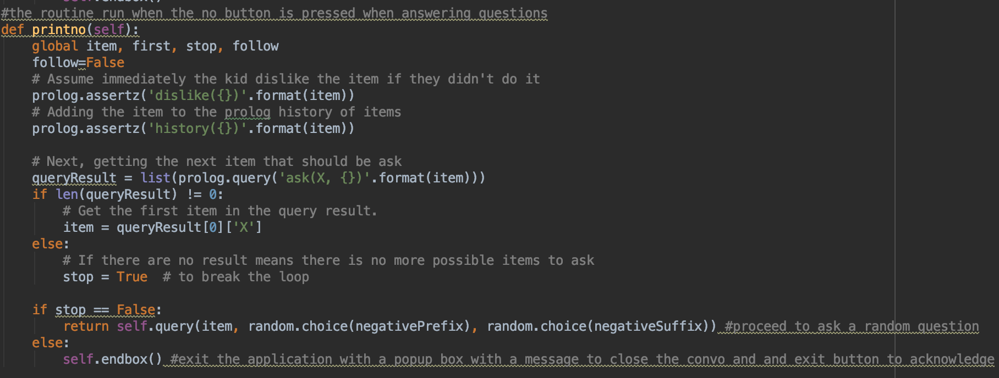 self.endbox()
#the routine run when the no button is pressed when answering questions
def printno(self):
    global item, first, stop, follow
    follow=False
    # Assume immediately the kid dislike the item if they didn't do it
    prolog.assertz('dislike({})'.format(item))
    # Adding the item to the prolog history of items
    prolog.assertz('history({})'.format(item))

    # Next, getting the next item that should be ask
    queryResult = list(prolog.query('ask(X, {})'.format(item)))
    if len(queryResult) != 0:
        # Get the first item in the query result.
        item = queryResult[0]['X']
    else:
        # If there are no result means there is no more possible items to ask
        stop = True  # to break the loop

    if stop == False:
        return self.query(item, random.choice(negativePrefix), random.choice(negativeSuffix)) #proceed to ask a random question
    else:
        self.endbox() #exit the application with a popup box with a message to close the convo and and exit button to acknowledge